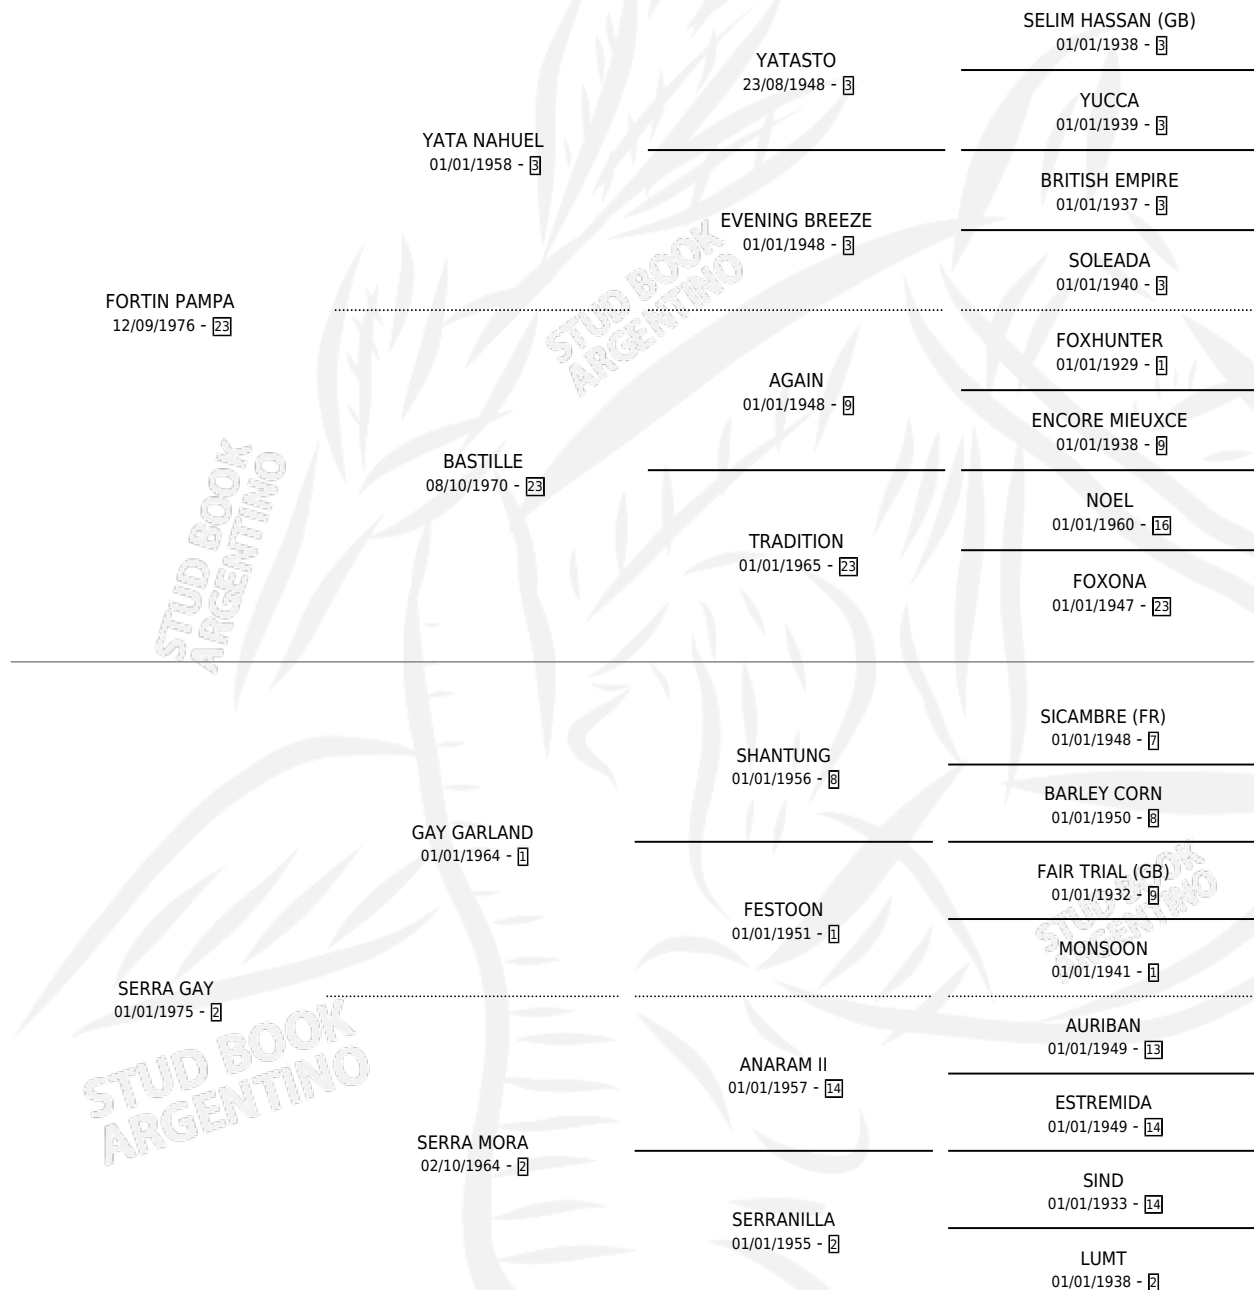 SELIM HASSAN (GB)
01/01/1938 - 3
YATASTO
23/08/1948 - 3
YUCCA
01/01/1939 - 3
YATA NAHUEL
01/01/1958 - 3
BRITISH EMPIRE
01/01/1937 - 3
EVENING BREEZE
01/01/1948 - 3
SOLEADA
01/01/1940 - 3
FORTIN PAMPA
12/09/1976 - 23
STUD BOOK
ARGENTINO
FOXHUNTER
01/01/1929 - 1
AGAIN
01/01/1948 - 9
ENCORE MIEUXCE
01/01/1938 - 9
BASTILLE
08/10/1970 - 23
NOEL
01/01/1960 - 16
TRADITION
01/01/1965 - 23
FOXONA
01/01/1947 - 23
STUD BOOK
ARGENTINO
SICAMBRE (FR)
01/01/1948 - 7
SHANTUNG
01/01/1956 - 8
BARLEY CORN
01/01/1950 - 8
GAY GARLAND
01/01/1964 - 1
FAIR TRIAL (GB)
01/01/1932 - 9
STUD BOOK
ARGENTINO
FESTOON
01/01/1951 - 1
MONSOON
01/01/1941 - 1
SERRA GAY
01/01/1975 - 2
STUD BOOK
ARGENTINO
AURIBAN
01/01/1949 - 13
ANARAM II
01/01/1957 - 14
ESTREMIDA
01/01/1949 - 14
SERRA MORA
02/10/1964 - 2
SIND
01/01/1933 - 14
SERRANILLA
01/01/1955 - 2
LUMT
01/01/1938 - 2